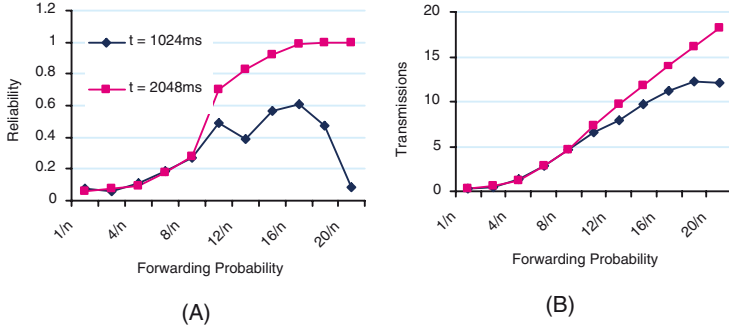 1.2
1
0.8
0.6
0.4
0.2
0
Reliability
t = 1024ms
t = 2048ms
1/n
4/n
8/n
12/n
16/n
20/n
Forwarding Probability
(A)
20
15
10
5
0
Transmissions
1/n
4/n
8/n
12/n
16/n
20/n
Forwarding Probability
(B)